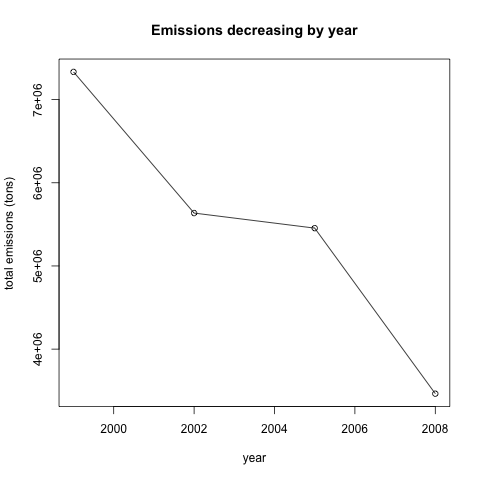 Emissions decreasing by year
total emissions (tons)
7e+06
6e+06
5e+06
4e+06
2000 2002 2004 2006 2008
year